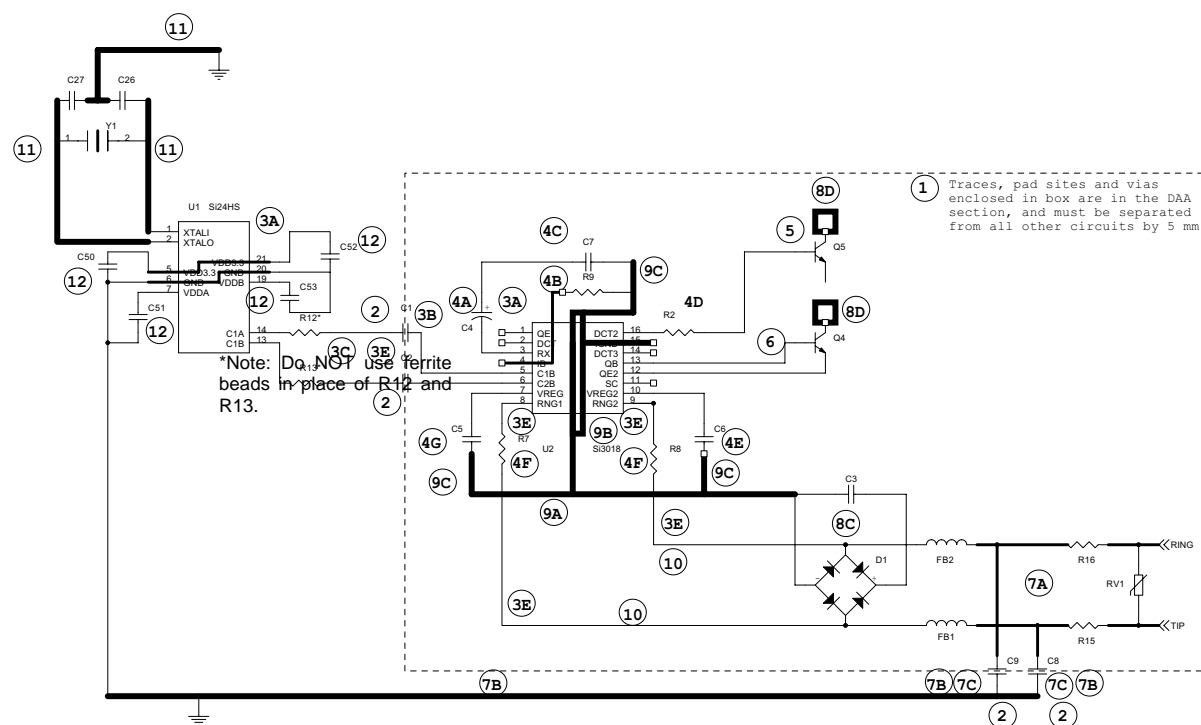 11
C27
C26
Y1
1
2
11
11
1
Traces, pad sites and vias
enclosed in box are in the DAA
section, and must be separated
from all other circuits by 5 mm
8D
U1 Si24HS
3A
5
Q5
4C
C7
9C
4B
R9
XTALI
XTALO
1
2
C50
12
5
6
7
VDD3.3
GND
VDDA
VDD3.3
GND
VDDB
21
20
19
C52
12
C53
12
C51
12
4A
C4
+
3A
4D
R2
8D
Q4
6
R12*
2
C1
3B
C1A
C1B
14
13
3C
3E
C2
R13*
2
*Note: Do NOT use ferrite
beads in place of R12 and
R13.
1
2
3
4
5
6
7
8
QE
DCT
RX
IB
C1B
C2B
VREG
RNG1
DCT2
IGND
DCT3
QB
QE2
SC
VREG2
RNG2
16
15
14
13
12
11
10
9
4G
C5
3E
R7
9B
3E
C6
4E
U2
Si3018
R8
4F
4F
9C
9C
9A
C3
3E
8C
10
D1
-
+
FB2
R16
RING
7A
RV1
3E
10
FB1
R15
TIP
C9
C8
7B
7B
7C
7C
7B
2
2